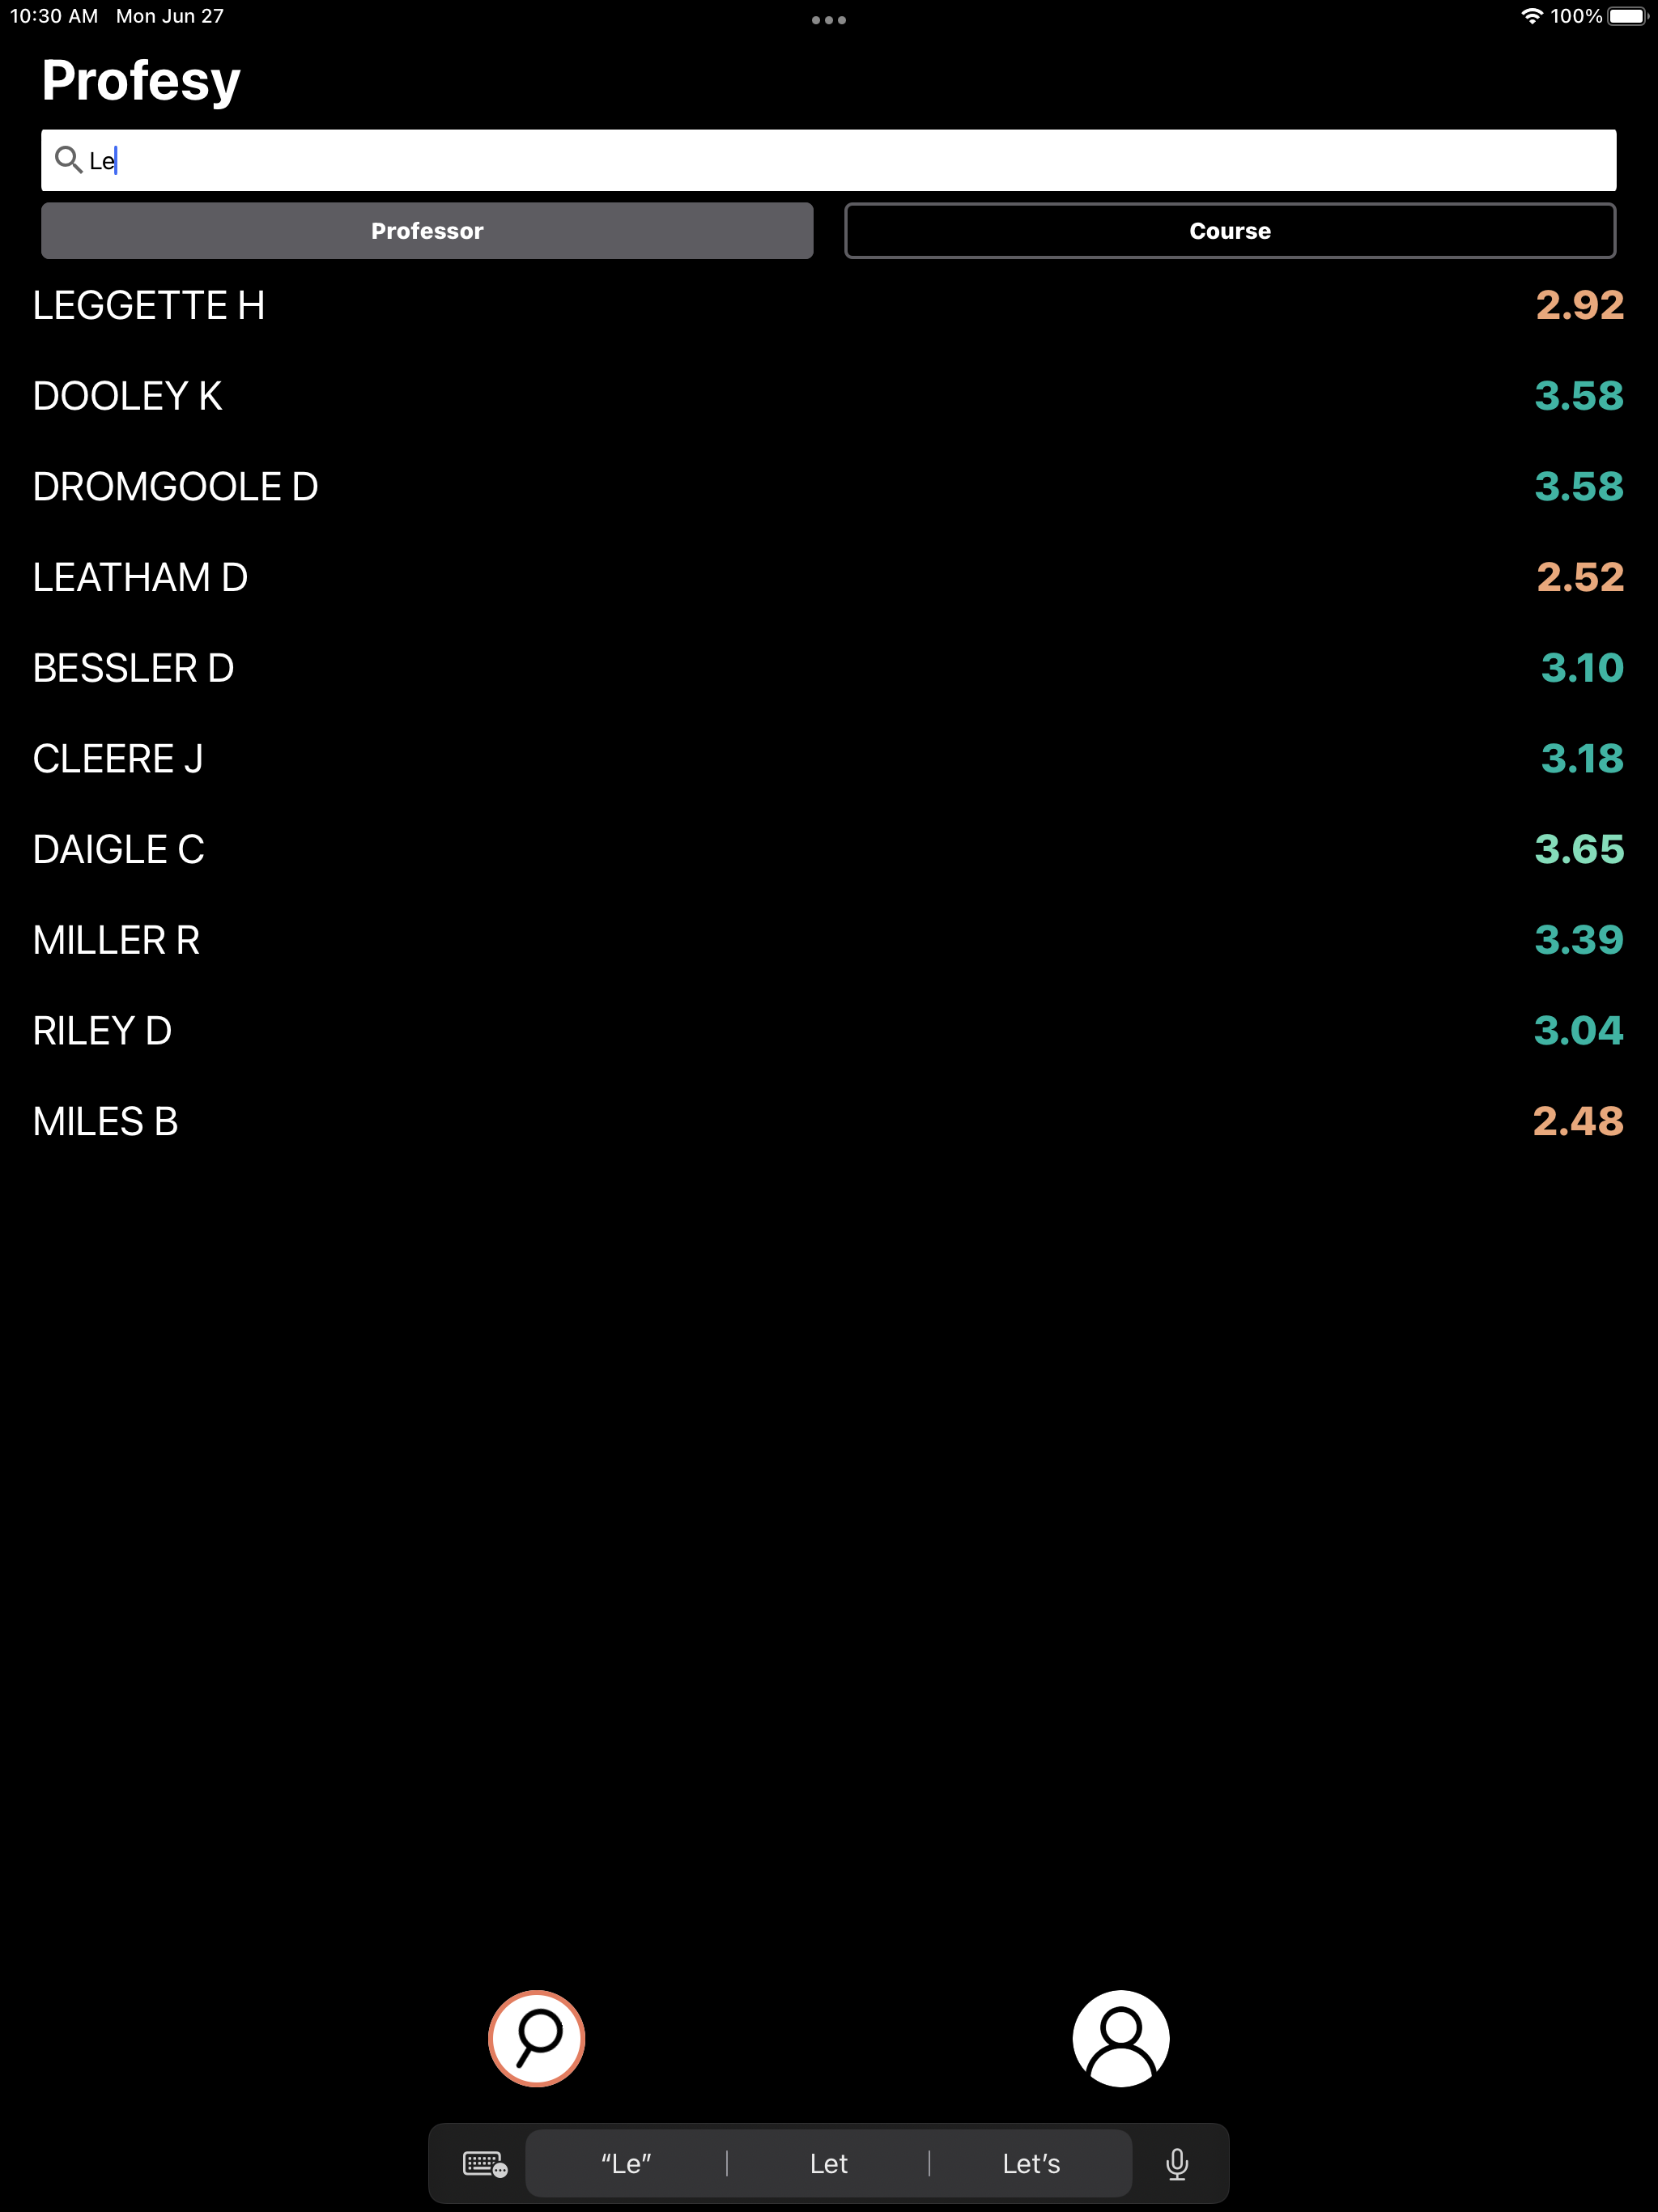 10:30 AM Mon Jun 27 100%
Profesy
Le
Professor Course
LEGGETTE H 2.92
DOOLEY K 3.58
DROMGOOLE D 3.58
LEATHAM D 2.52
BESSLER D 3.10
CLEERE J 3.18
DAIGLE C 3.65
MILLER R 3.39
RILEY D 3.04
MILES B 2.48
“Le” Let Let’s